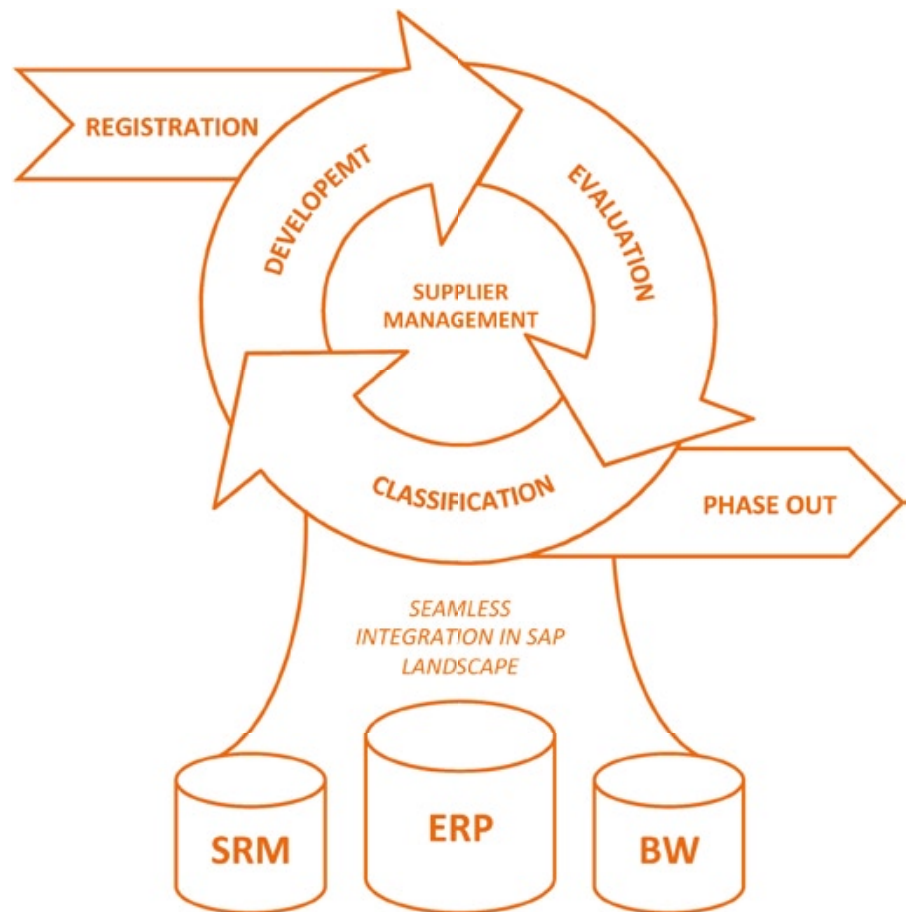 REGISTRATION
DEVELOPEMT
EVALUATION
SUPPLIER
MANAGEMENT
CLASSIFICATION
PHASE OUT
SEAMLESS
INTEGRATION IN SAP
LANDSCAPE
SRM
ERP
BW